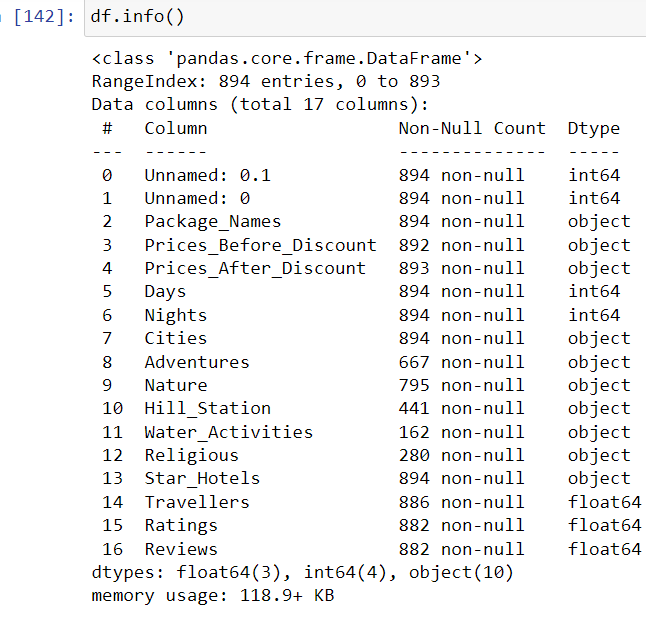 [142]: df.info()
<class 'pandas.core.frame.DataFrame'>
RangeIndex: 894 entries, 0 to 893
Data columns (total 17 columns):
 #   Column                  Non-Null Count  Dtype
---  ------                  --------------  -----
 0   Unnamed: 0.1            894 non-null    int64
 1   Unnamed: 0              894 non-null    int64
 2   Package_Names           894 non-null    object
 3   Prices_Before_Discount  892 non-null    object
 4   Prices_After_Discount   893 non-null    object
 5   Days                    894 non-null    int64
 6   Nights                  894 non-null    int64
 7   Cities                  894 non-null    object
 8   Adventures              667 non-null    object
 9   Nature                  795 non-null    object
 10  Hill_Station            441 non-null    object
 11  Water_Activities        162 non-null    object
 12  Religious               280 non-null    object
 13  Star_Hotels             894 non-null    object
 14  Travellers              886 non-null    float64
 15  Ratings                 882 non-null    float64
 16  Reviews                 882 non-null    float64
dtypes: float64(3), int64(4), object(10)
memory usage: 118.9+ KB